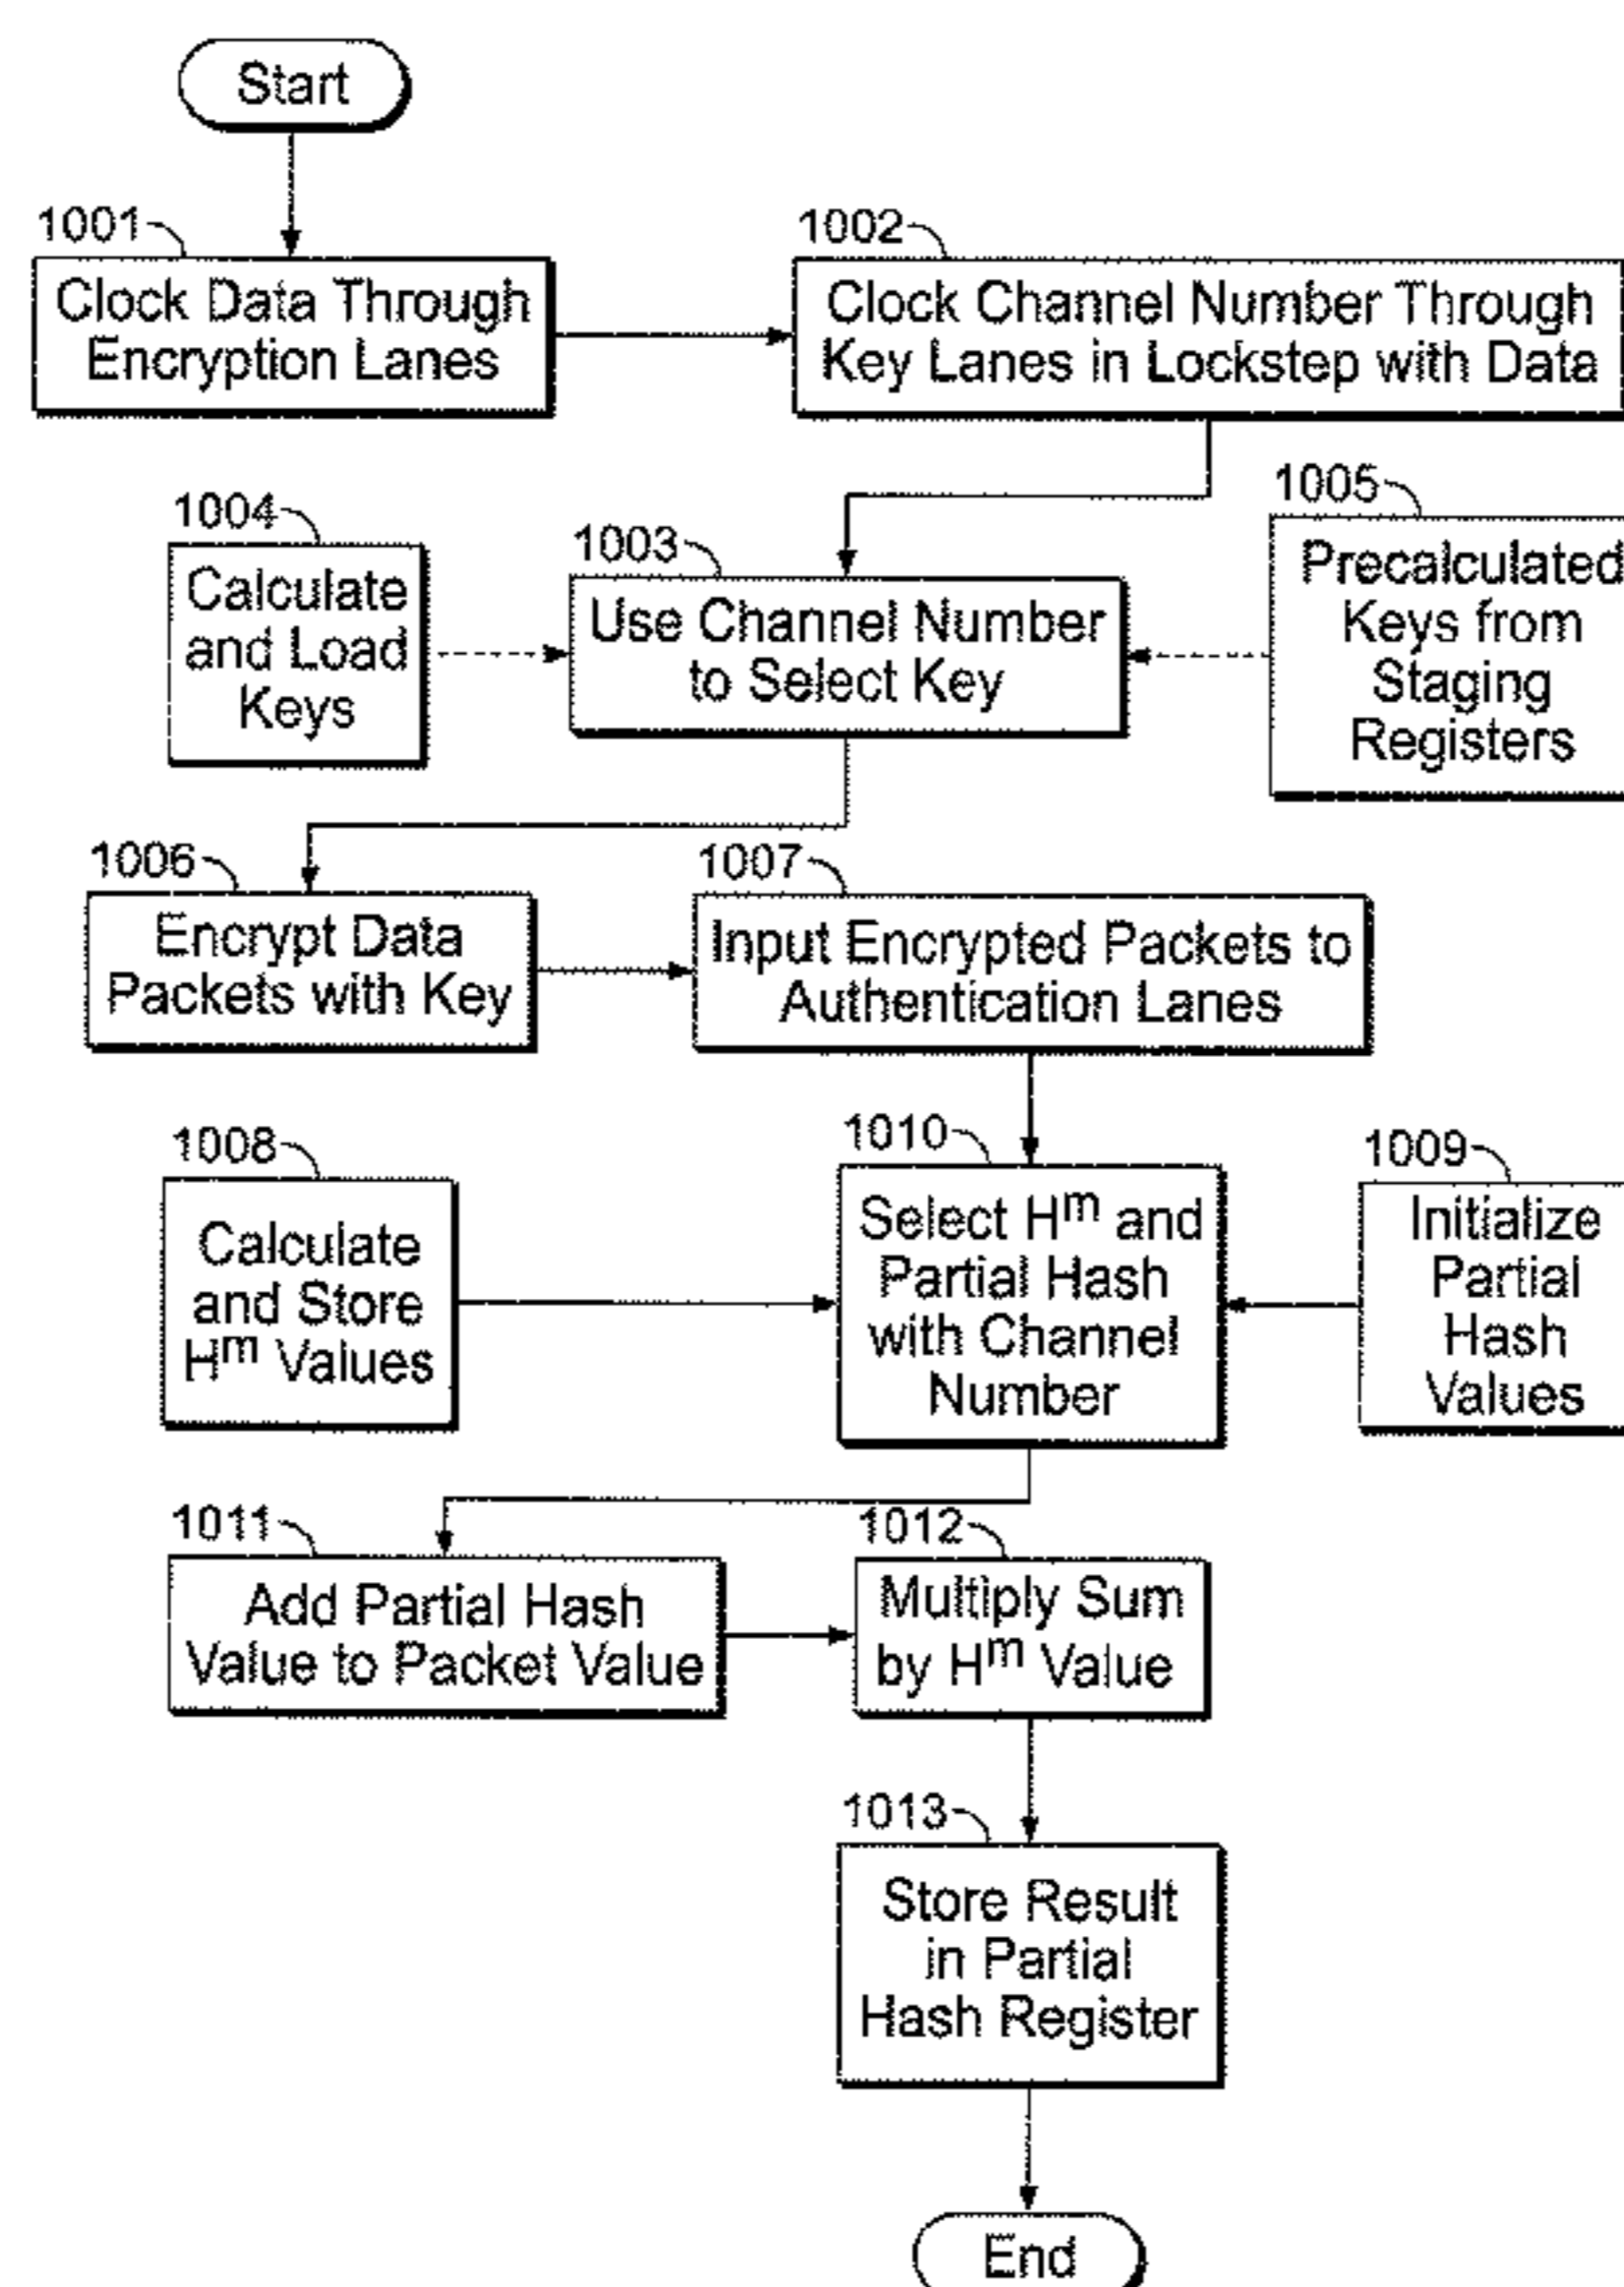 Start
1001
Clock Data Through
Encryption Lanes
1002
Clock Channel Number Through
Key Lanes in Lockstep with Data
1004
Calculate
and Load
Keys
1003
Use Channel Number
to Select Key
1005
Precalculated
Keys from
Staging
Registers
1006
Encrypt Data
Packets with Key
1007
Input Encrypted Packets to
Authentication Lanes
1008
Calculate
and Store
Hᵐ Values
1010
Select Hᵐ and
Partial Hash
with Channel
Number
1009
Initialize
Partial
Hash
Values
1011
Add Partial Hash
Value to Packet Value
1012
Multiply Sum
by Hᵐ Value
1013
Store Result
in Partial
Hash Register
End